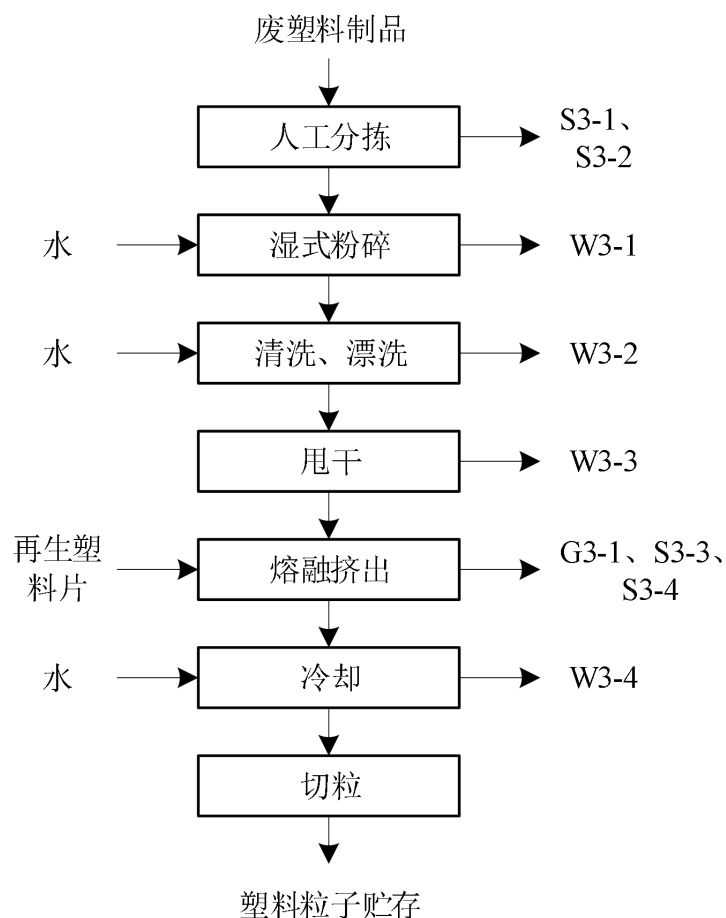 废塑料制品
人工分拣
S3-1、
S3-2
水
湿式粉碎
W3-1
水
清洗、漂洗
W3-2
甩干
W3-3
再生塑
料片
熔融挤出
G3-1、S3-3、
S3-4
水
冷却
W3-4
切粒
塑料粒子贮存